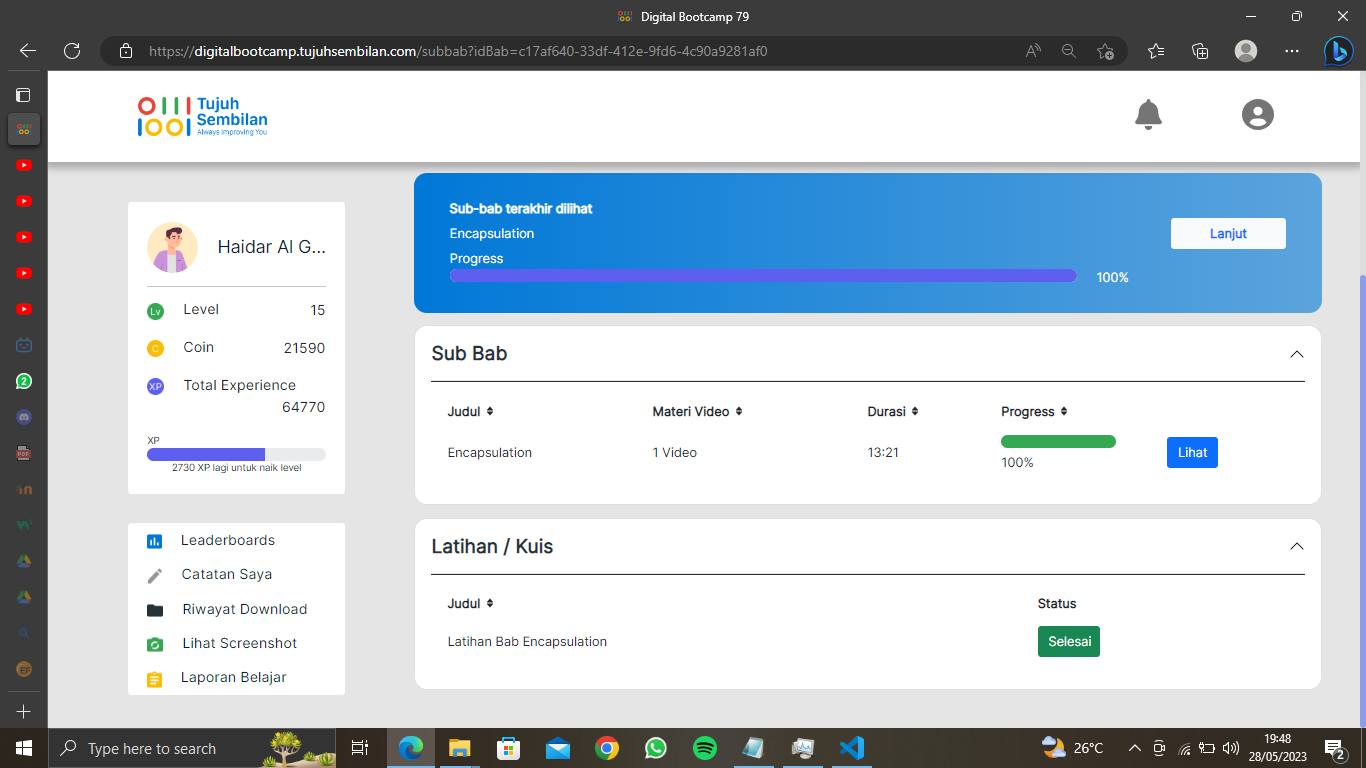 Digital Bootcamp 79
https://digitalbootcamp.tujuhsembilan.com/subbab?idBab=c17af640-33df-412e-9fd6-4c90a9281af0
Tujuh
Sembilan
Always Improving You
Haidar Al G...
Lv Level 15
C Coin 21590
XP Total Experience
64770
XP
2730 XP lagi untuk naik level
Leaderboards
Catatan Saya
Riwayat Download
Lihat Screenshot
Laporan Belajar
Sub-bab terakhir dilihat
Encapsulation
Progress
100%
Lanjut
Sub Bab
Judul Materi Video Durasi Progress
Encapsulation 1 Video 13:21 100% Lihat
Latihan / Kuis
Judul Status
Latihan Bab Encapsulation Selesai
Type here to search
26°C
19:48
28/05/2023
2